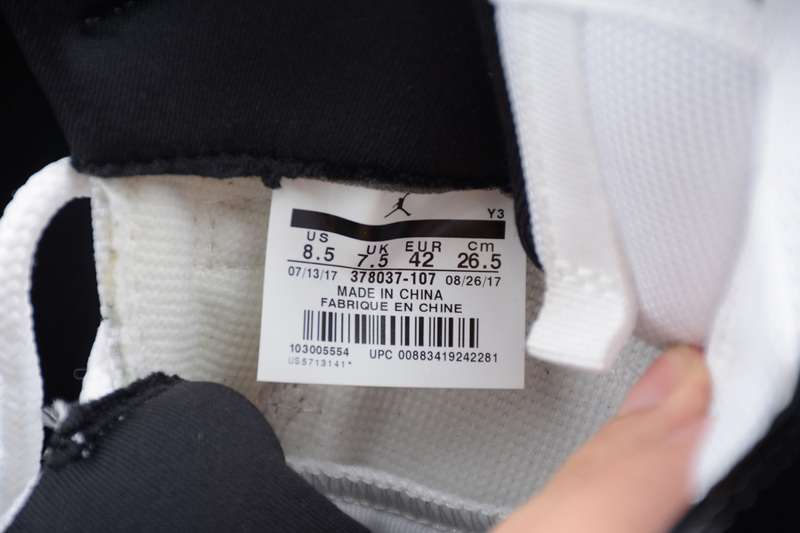 Y3
US UK EUR Cm
8.5 7.5 42 26.5
07/13/17 378037-107 08/26/17
MADE IN CHINA
FABRIQUE EN CHINE
103005554 UPC 00883419242281
US5713141*